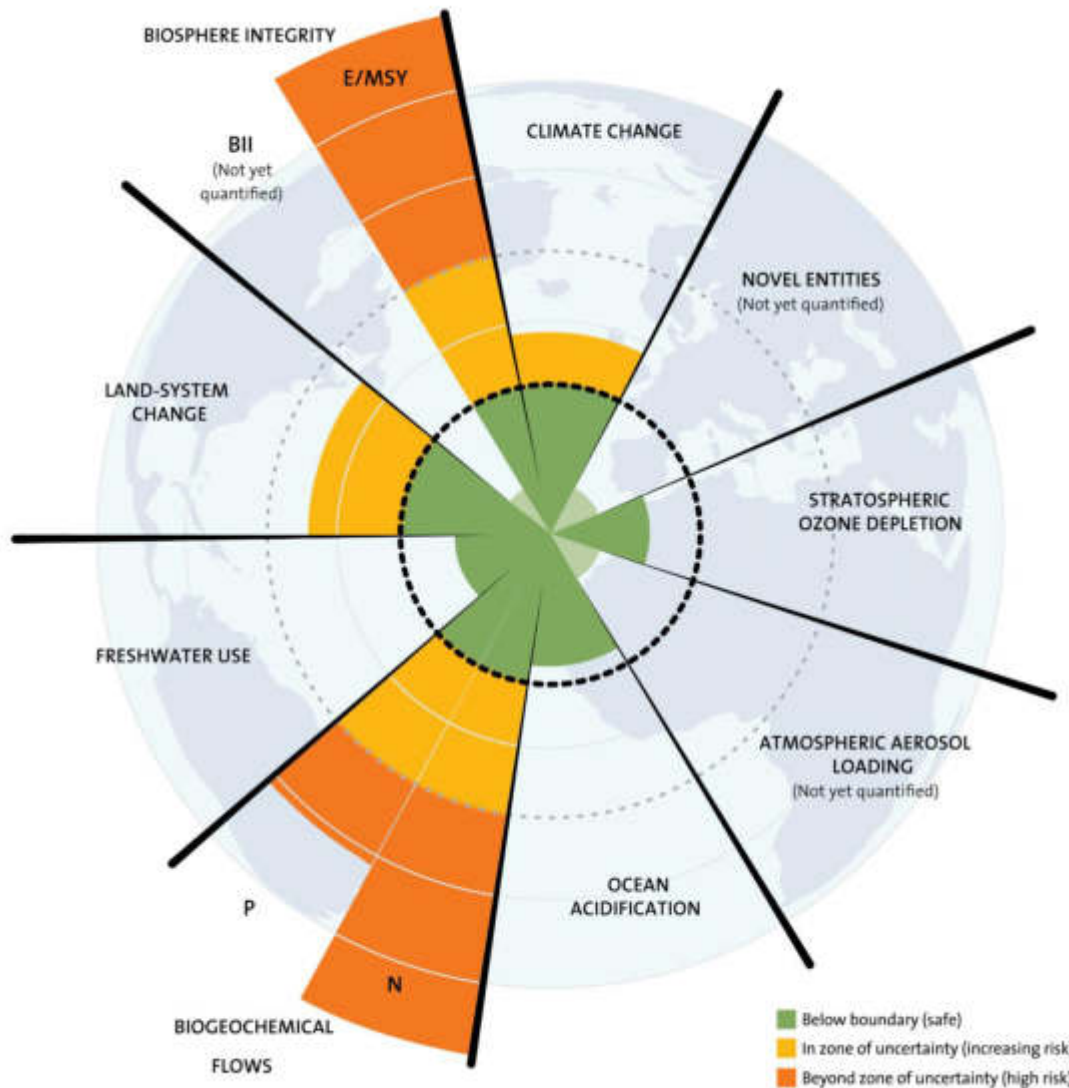 BIOSPHERE INTEGRITY
E/MSY
CLIMATE CHANGE
BII
(Not yet
quantified)
NOVEL ENTITIES
(Not yet quantified)
LAND-SYSTEM
CHANGE
STRATOSPHERIC
OZONE DEPLETION
FRESHWATER USE
ATMOSPHERIC AEROSOL
LOADING
(Not yet quantified)
OCEAN
ACIDIFICATION
P
N
BIOGEOCHEMICAL
FLOWS
Below boundary (safe)
In zone of uncertainty (increasing risk
Beyond zone of uncertainty (high risk)